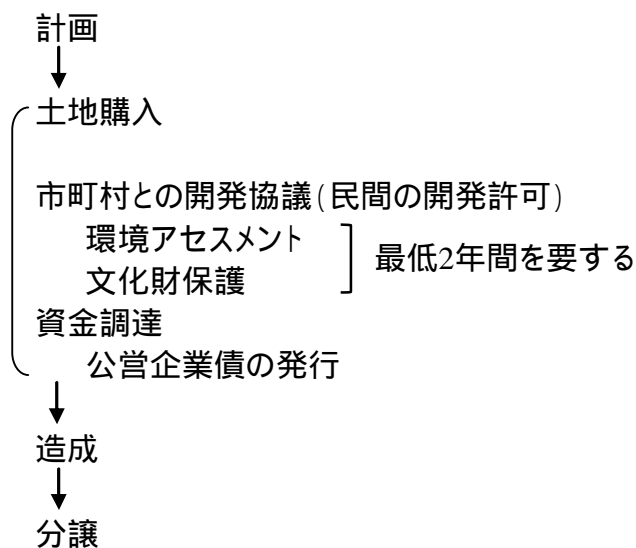 計画
土地購入
市町村との開発協議(民間の開発許可)
環境アセスメント
文化財保護
最低2年間を要する
資金調達
公営企業債の発行
造成
分譲